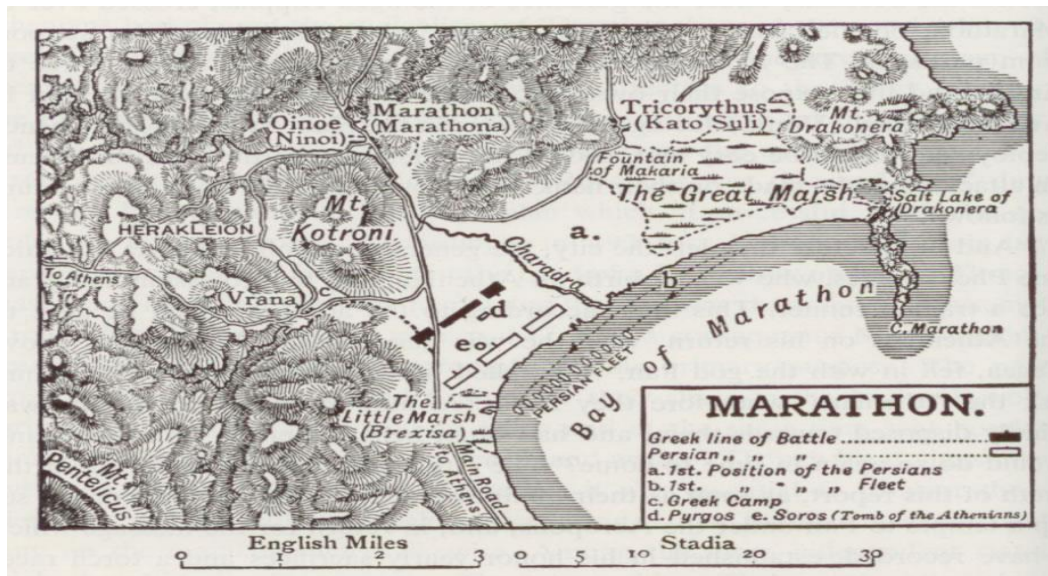 Oinoe
(Ninoi)
Marathon
(Marathona)
Tricorythus
(Kato Suli)
Mt.
Drakonera
Fountain
of Makaria
The Great Marsh
Salt Lake of
Drakonera
HERAKLEION
Mt.
Kotroni
a.
Charadra
b
To Athens
Vrana
c
d
e.
Bay of Marathon
C. Marathon
PERSIAN FLEET
The
Little Marsh
(Brexisa)
Main Road
to Athens
Mt.
Pentelicus
MARATHON.
Greek line of Battle
Persian „ „ „
a. 1st. Position of the Persians
b. 1st. „ „ „ Fleet
c. Greek Camp
d. Pyrgos e. Soros (Tomb of the Athenians)
English Miles
0 1 2 3
Stadia
0 5 10 20 30